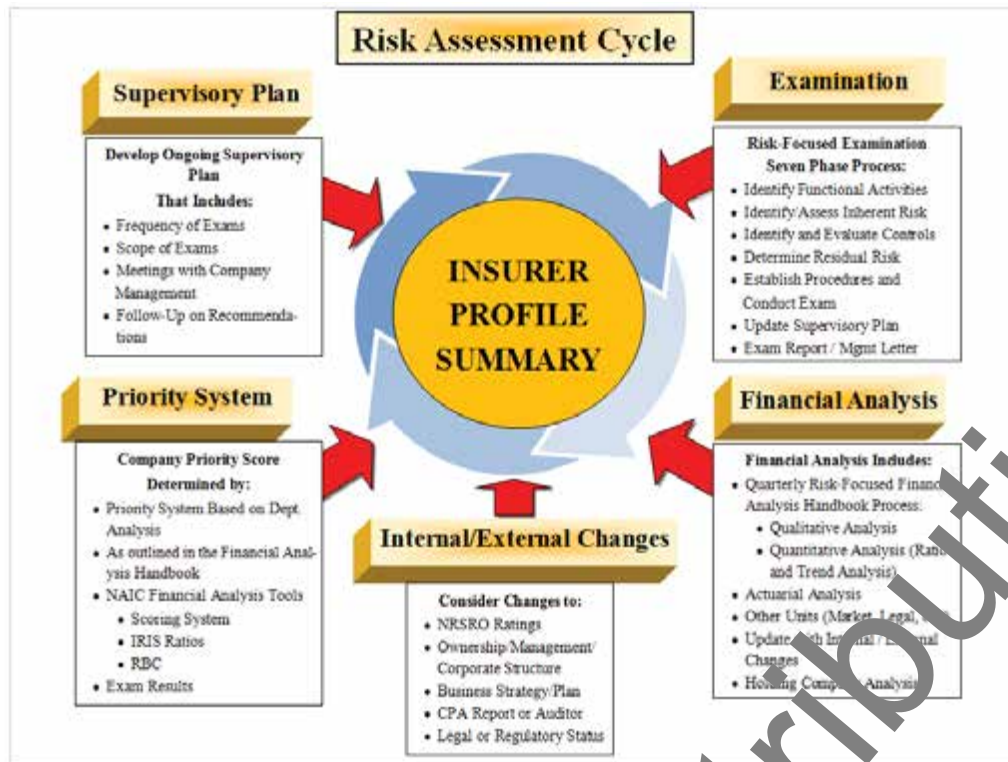 Risk Assessment Cycle
Supervisory Plan
Develop Ongoing Supervisory
Plan
That Includes:
• Frequency of Exams
• Scope of Exams
• Meetings with Company
Management
• Follow-Up on Recommenda-
tions
Examination
Risk-Focused Examination
Seven Phase Process:
• Identify Functional Activities
• Identify/Assess Inherent Risk
• Identify and Evaluate Controls
• Determine Residual Risk
• Establish Procedures and
Conduct Exam
• Update Supervisory Plan
• Exam Report / Mgmt Letter
INSURER
PROFILE
SUMMARY
Priority System
Company Priority Score
Determined by:
• Priority System Based on Dept.
Analysis
• As outlined in the Financial Anal-
ysis Handbook
• NAIC Financial Analysis Tools
• Scoring System
• IRIS Ratios
• RBC
• Exam Results
Internal/External Changes
Consider Changes to:
• NRSRO Ratings
• Ownership/Management/
Corporate Structure
• Business Strategy/Plan
• CPA Report or Auditor
• Legal or Regulatory Status
Financial Analysis
Financial Analysis Includes:
• Quarterly Risk-Focused
Analysis Handbook Process:
• Qualitative Analysis
• Quantitative Analysis
and Trend Analysis)
• Actuarial Analysis
• Other Units (Market, Legal,
• Update with Internal / External
Changes
• Holding Company Analysis